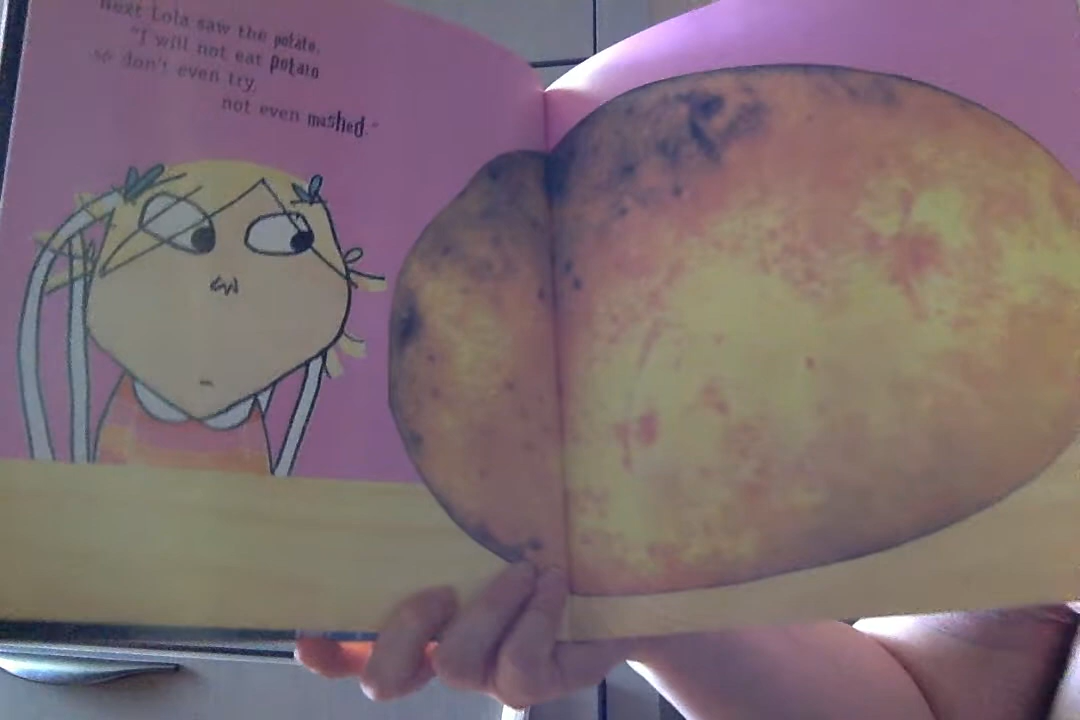 Next Lola saw the potato.
"I will not eat potato
so don't even try,
not even mashed."